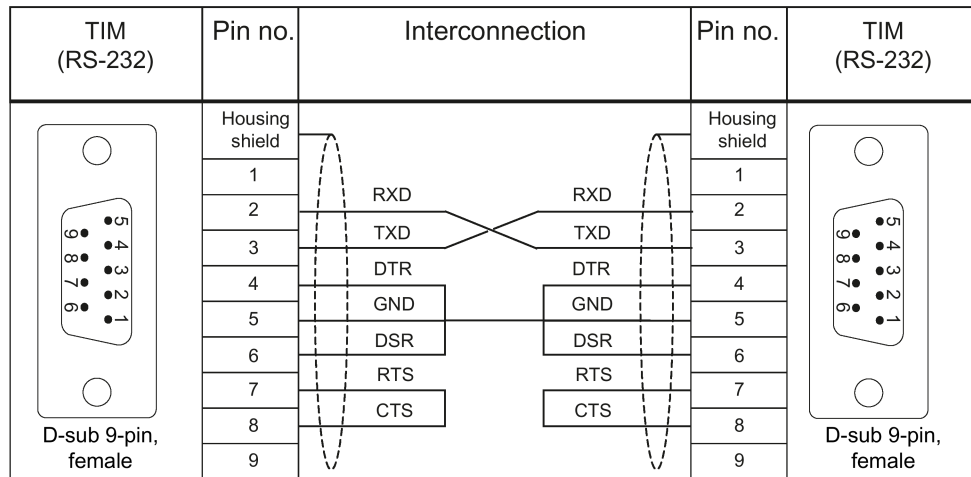 TIM
(RS-232)
Pin no.
Interconnection
Pin no.
TIM
(RS-232)
Housing
shield
1
2
3
4
5
6
7
8
9
RXD
TXD
DTR
GND
DSR
RTS
CTS
RXD
TXD
DTR
GND
DSR
RTS
CTS
Housing
shield
1
2
3
4
5
6
7
8
9
5
9
4
8
3
7
2
6
1
D-sub 9-pin,
female
5
9
4
8
3
7
2
6
1
D-sub 9-pin,
female